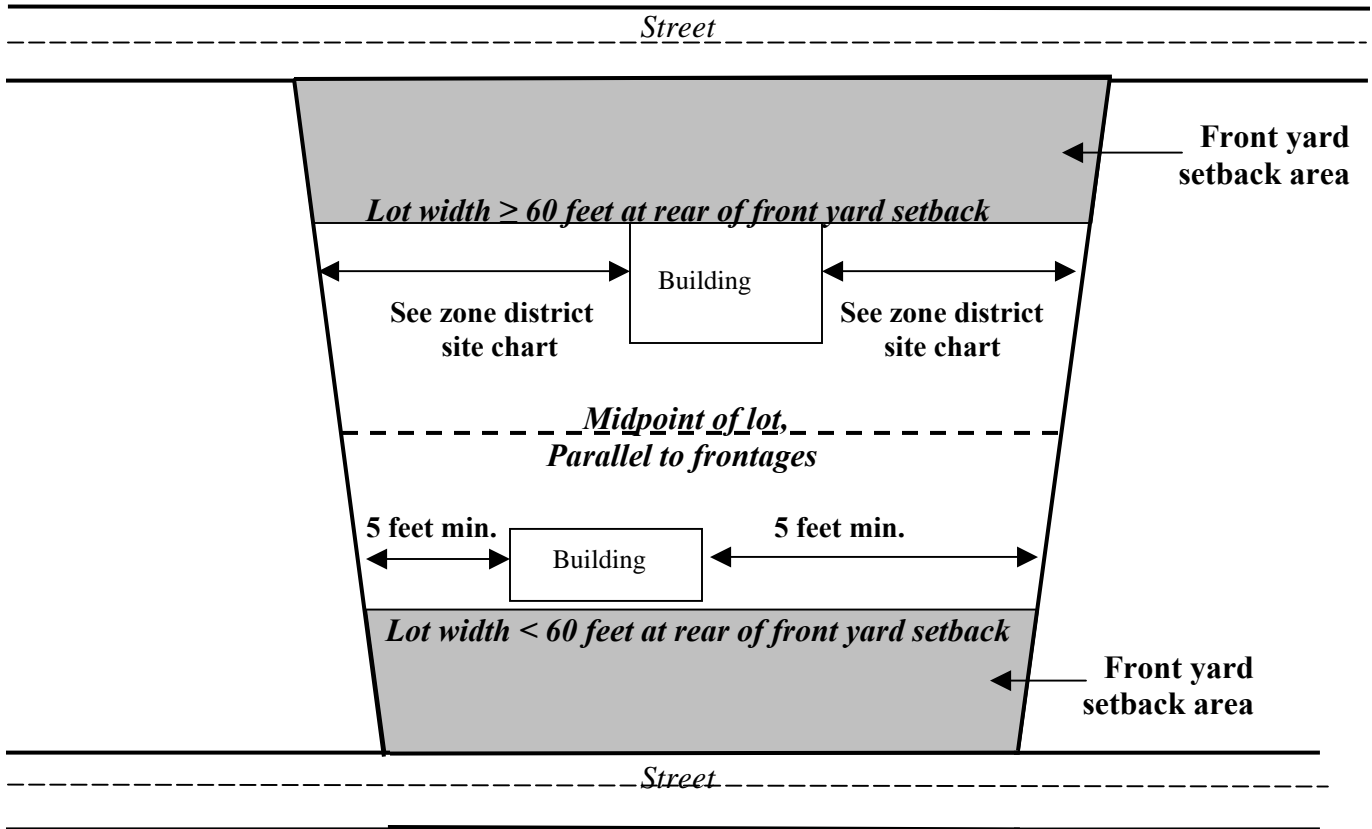 Street
Front yard
setback area
Lot width ≥ 60 feet at rear of front yard setback
Building
See zone district
site chart
See zone district
site chart
Midpoint of lot,
Parallel to frontages
5 feet min.
5 feet min.
Building
Lot width < 60 feet at rear of front yard setback
Front yard
setback area
Street